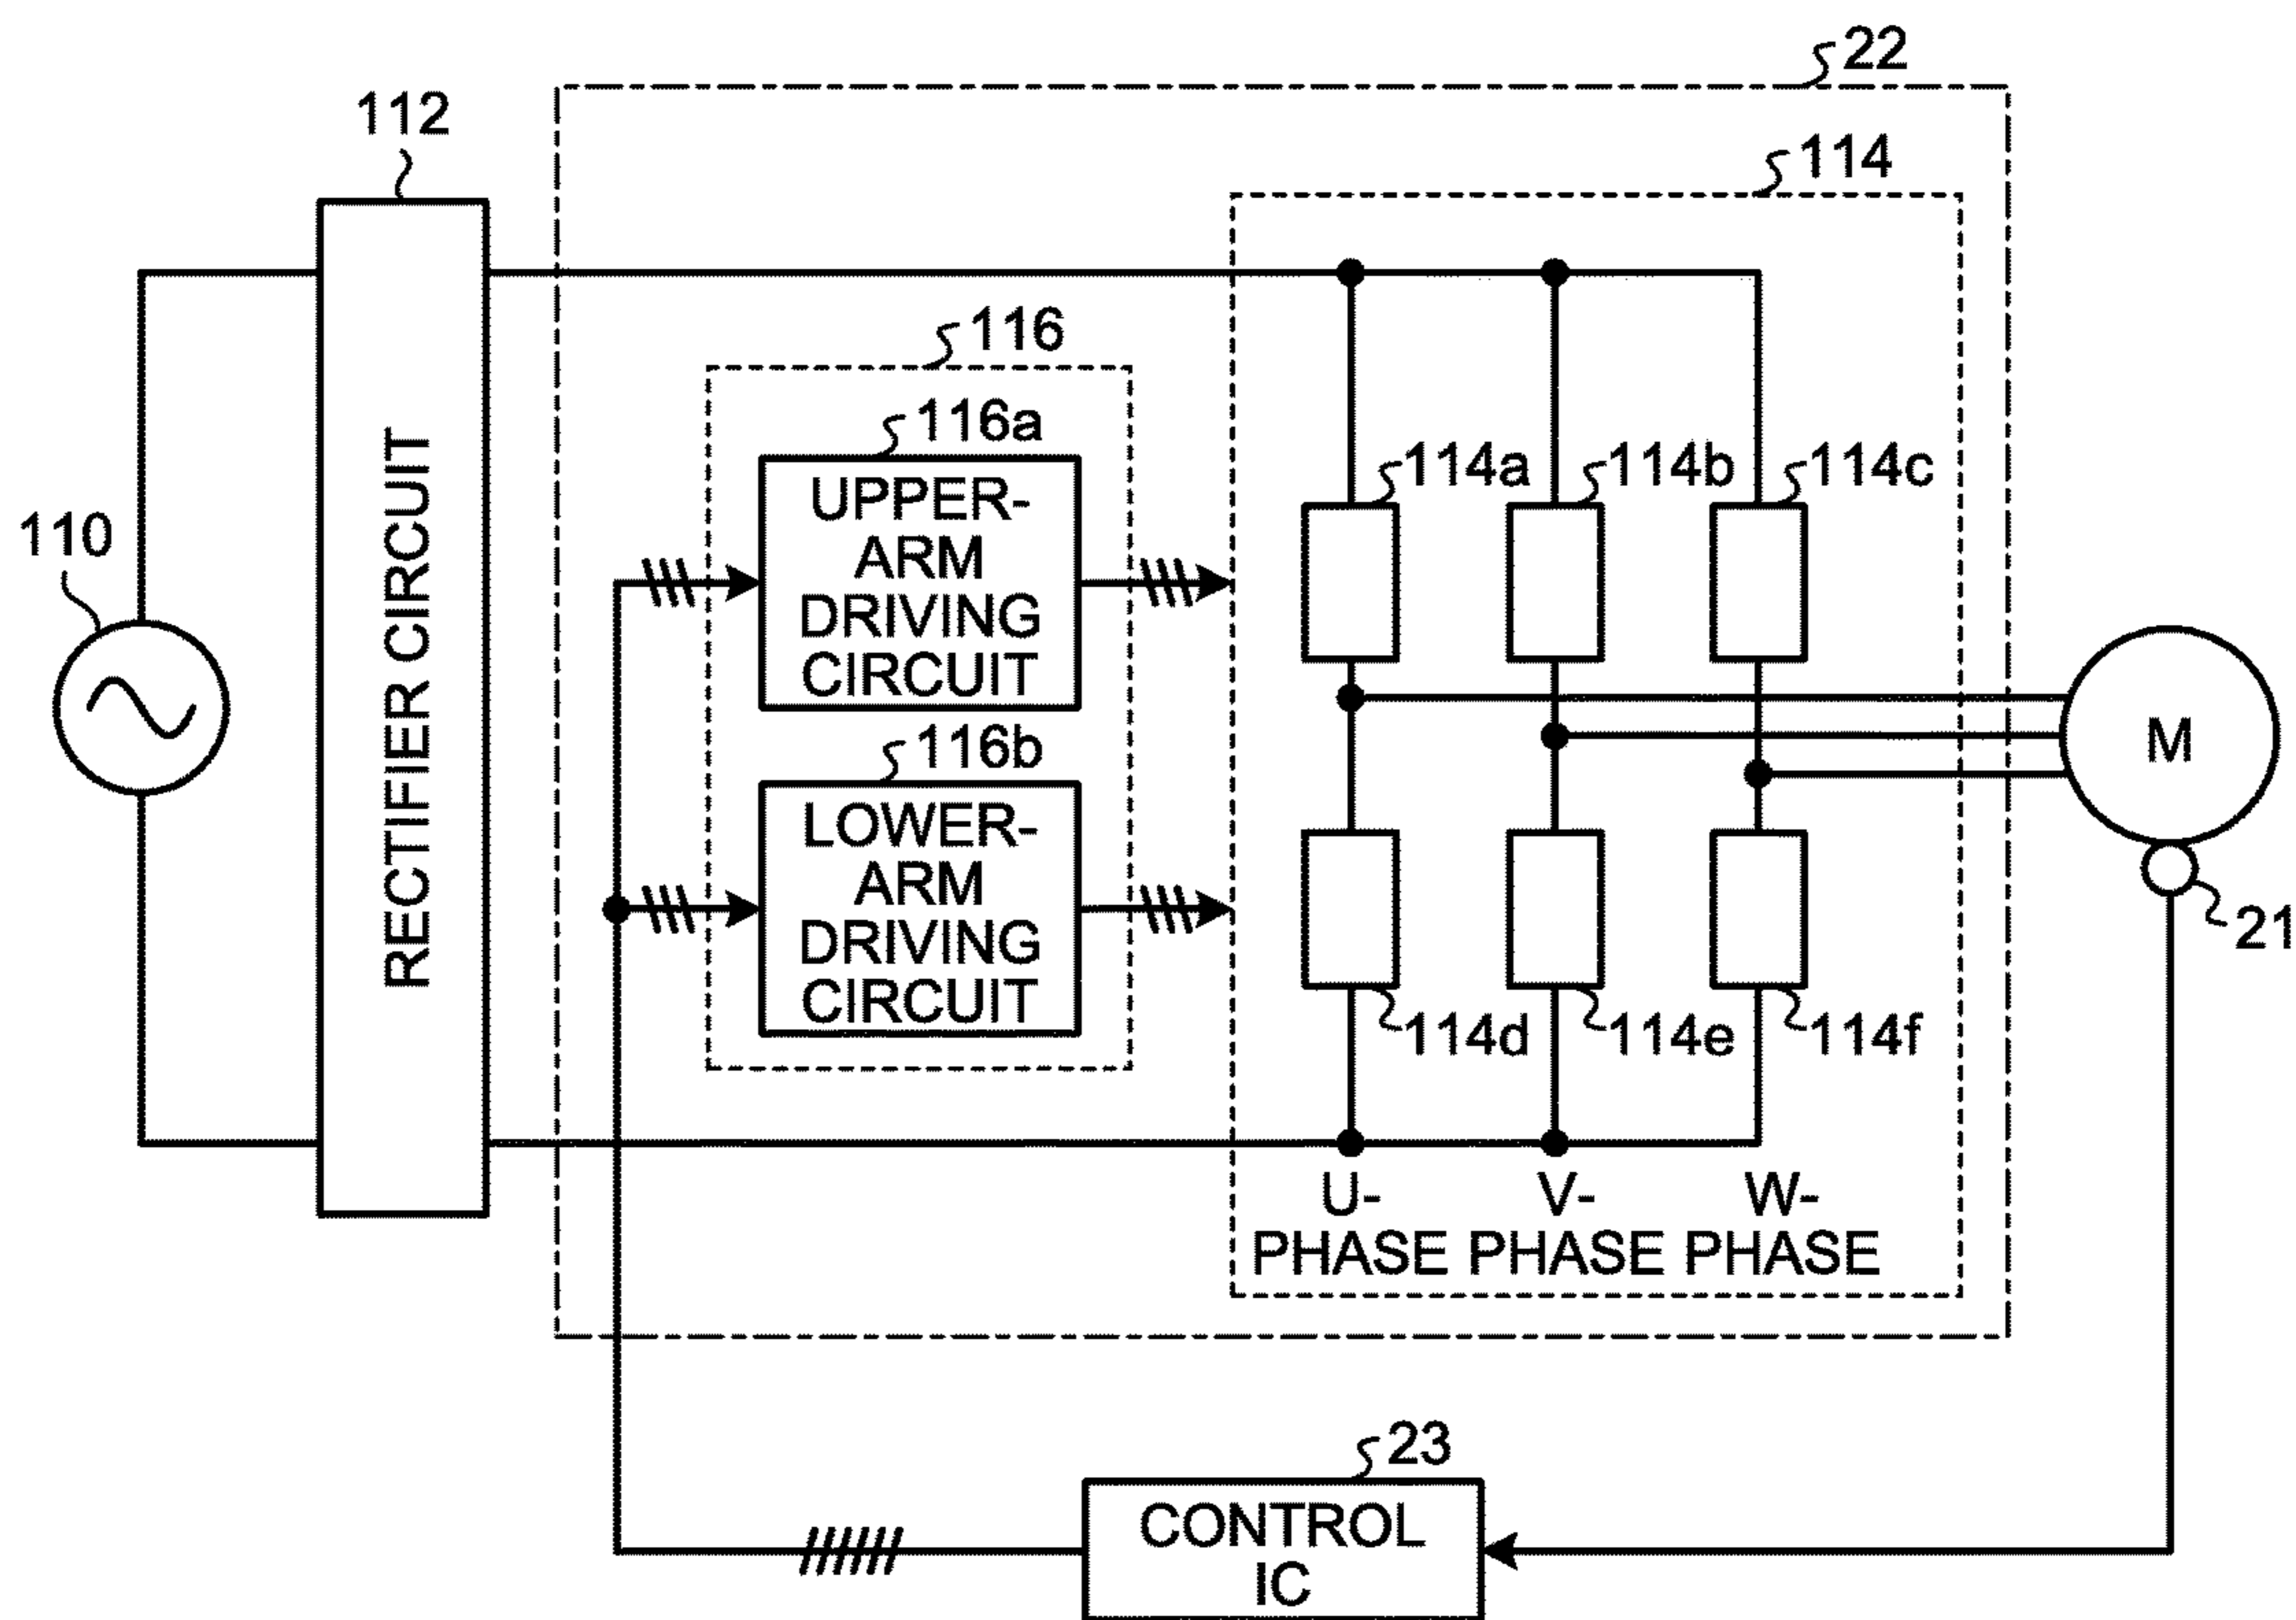 22
112
114
116
116a
UPPER-
ARM
DRIVING
CIRCUIT
114a
114b
114c
110
RECTIFIER CIRCUIT
116b
LOWER-
ARM
DRIVING
CIRCUIT
M
21
114d
114e
114f
U-
PHASE
V-
PHASE
W-
PHASE
23
CONTROL
IC